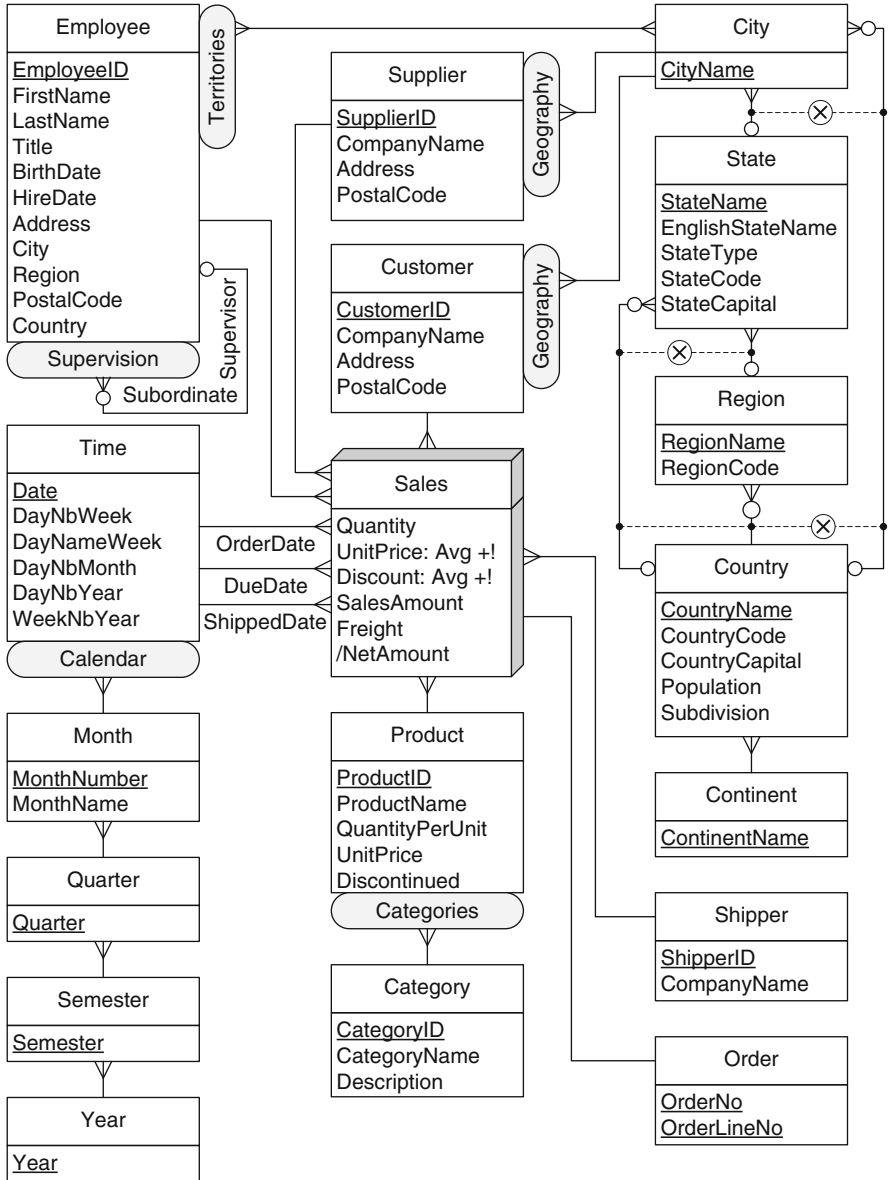 Employee
EmployeeID
FirstName
LastName
Title
BirthDate
HireDate
Address
City
Region
PostalCode
Country
Territories
Supervision
Supervisor
Subordinate
Supplier
SupplierID
CompanyName
Address
PostalCode
Geography
Customer
CustomerID
CompanyName
Address
PostalCode
Geography
City
CityName
State
StateName
EnglishStateName
StateType
StateCode
StateCapital
Region
RegionName
RegionCode
Country
CountryName
CountryCode
CountryCapital
Population
Subdivision
Continent
ContinentName
Time
Date
DayNbWeek
DayNameWeek
DayNbMonth
DayNbYear
WeekNbYear
Calendar
OrderDate
DueDate
ShippedDate
Sales
Quantity
UnitPrice: Avg +!
Discount: Avg +!
SalesAmount
Freight
/NetAmount
Month
MonthNumber
MonthName
Quarter
Quarter
Semester
Semester
Year
Year
Product
ProductID
ProductName
QuantityPerUnit
UnitPrice
Discontinued
Categories
Category
CategoryID
CategoryName
Description
Shipper
ShipperID
CompanyName
Order
OrderNo
OrderLineNo